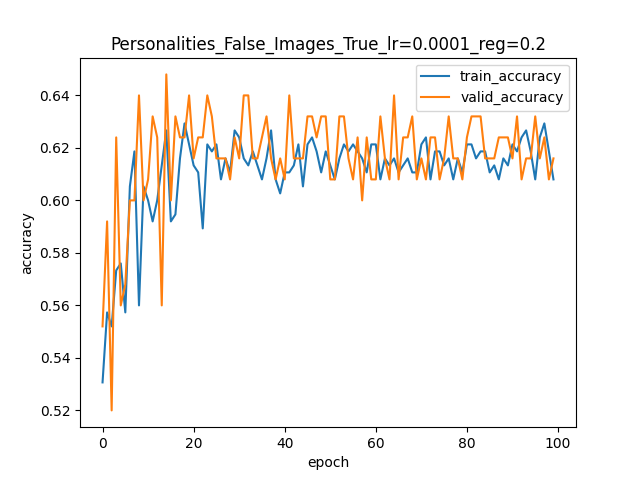 Personalities_False_Images_True_lr=0.0001_reg=0.2
train_accuracy
valid_accuracy
accuracy
0.64
0.62
0.60
0.58
0.56
0.54
0.52
0
20
40
60
80
100
epoch